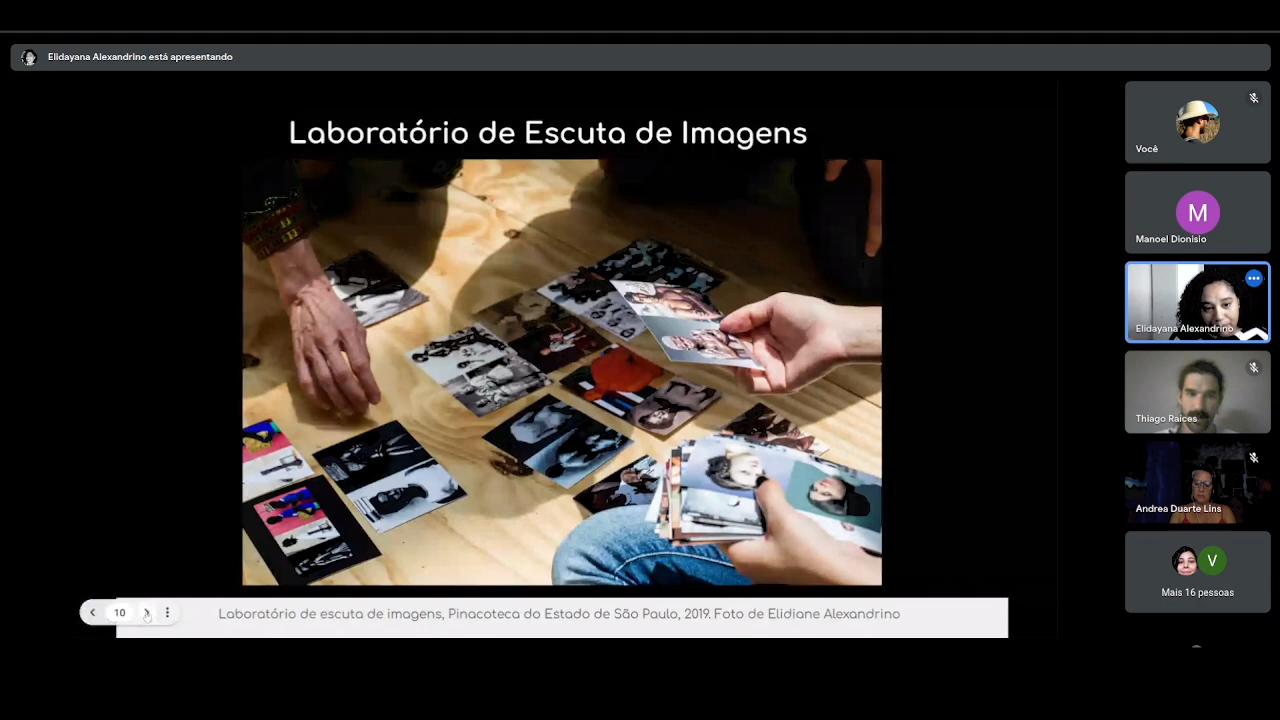 Elidayana Alexandrino está apresentando
Laboratório de Escuta de Imagens
Laboratório de escuta de imagens, Pinacoteca do Estado de São Paulo, 2019. Foto de Elidiane Alexandrino
10
Você
M
Manoel Dionisio
Elidayana Alexandrino
Thiago Raices
Andrea Duarte Lins
V
Mais 16 pessoas